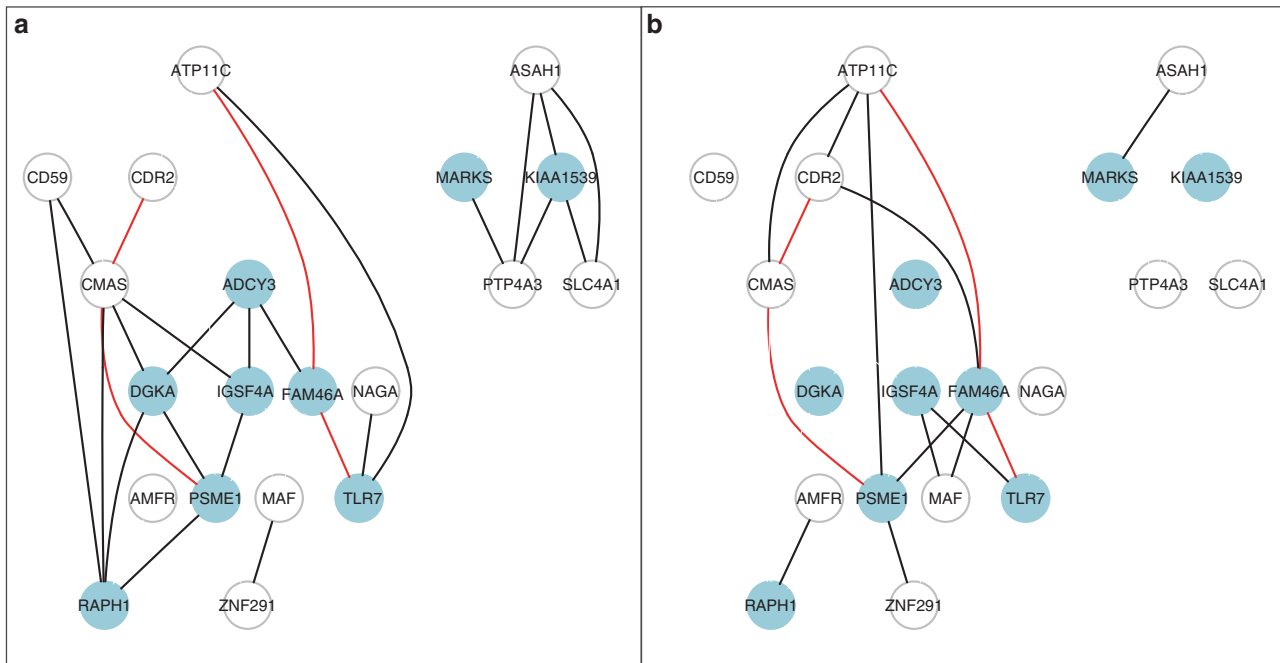 a
ATP11C
ASAH1
CD59
CDR2
MARKS
KIAA1539
CMAS
ADCY3
PTP4A3
SLC4A1
DGKA
IGSF4A
FAM46A
NAGA
AMFR
PSME1
MAF
TLR7
RAPH1
ZNF291
b
ATP11C
ASAH1
CD59
CDR2
MARKS
KIAA1539
CMAS
ADCY3
PTP4A3
SLC4A1
DGKA
IGSF4A
FAM46A
NAGA
AMFR
PSME1
MAF
TLR7
RAPH1
ZNF291